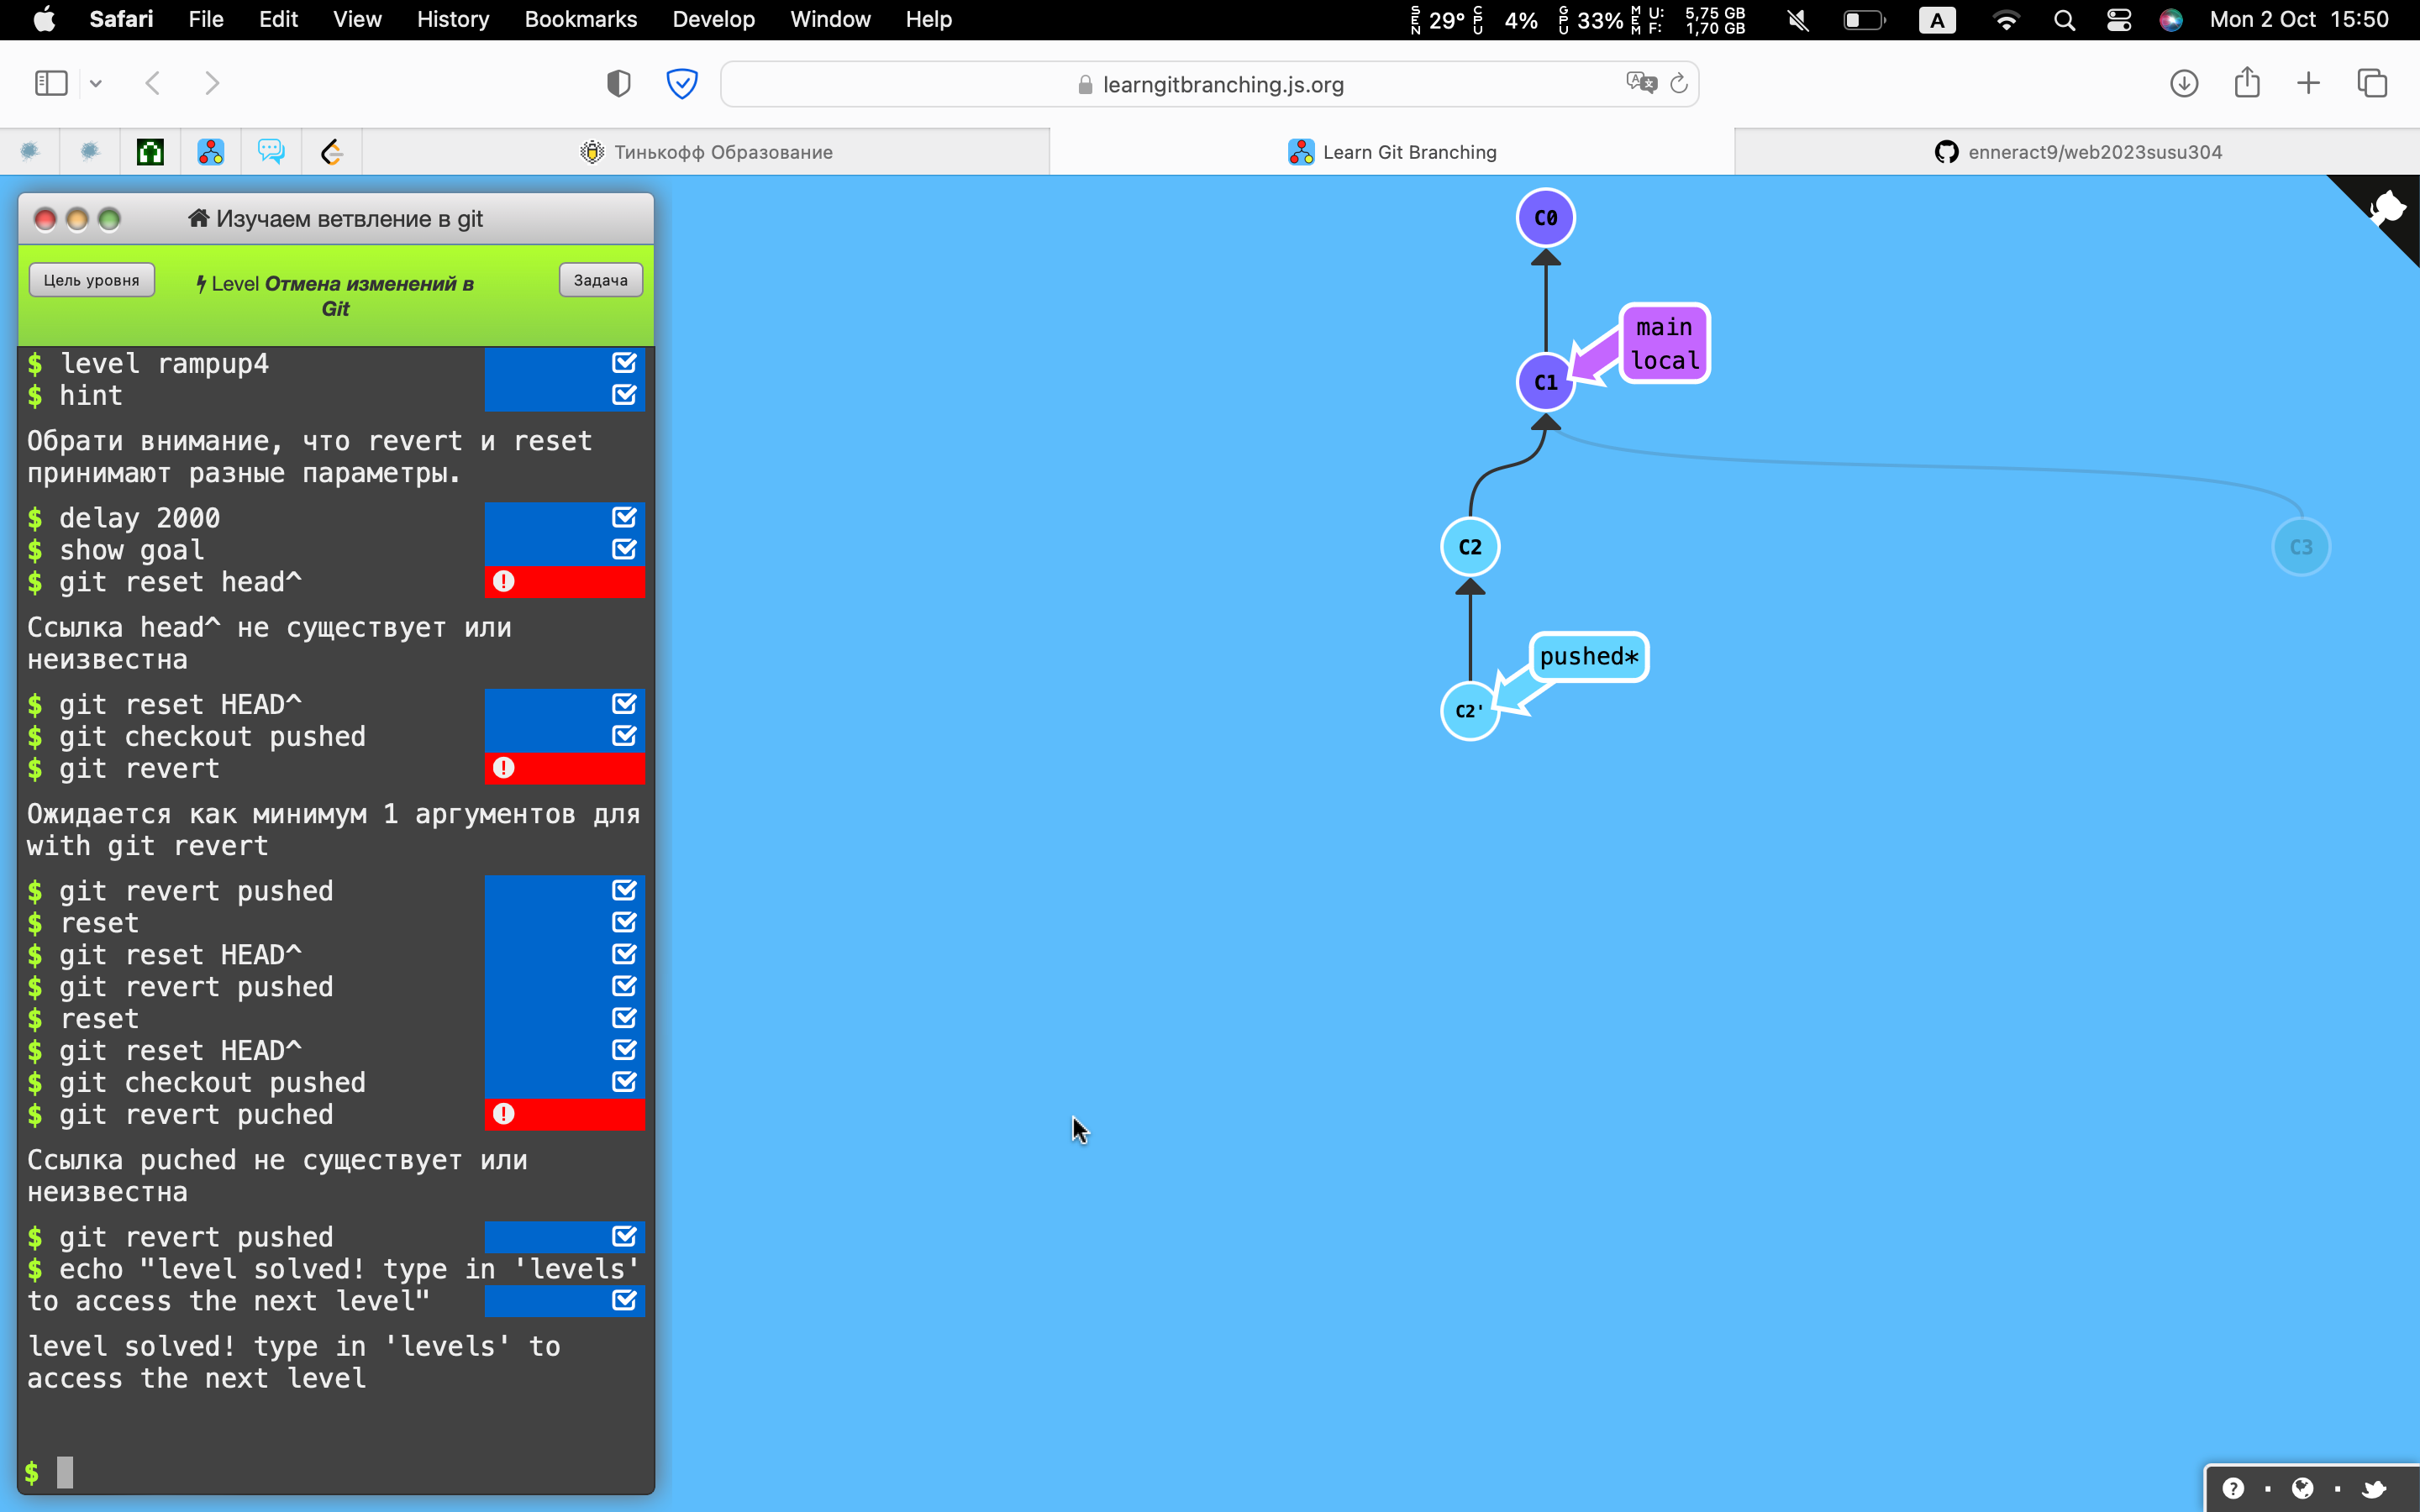 Safari File Edit View History Bookmarks Develop Window Help SEN 29° CPU 4% GPU 33% MEM U: 5,75 GB F: 1,70 GB A Mon 2 Oct 15:50
learngitbranching.js.org
Тинькофф Образование
Learn Git Branching
enneract9/web2023susu304
Изучаем ветвление в git
Цель уровня
Level Отмена изменений в
Git
Задача
$ level rampup4
$ hint
Обрати внимание, что revert и reset
принимают разные параметры.
$ delay 2000
$ show goal
$ git reset head^
Ссылка head^ не существует или
неизвестна
$ git reset HEAD^
$ git checkout pushed
$ git revert
Ожидается как минимум 1 аргументов для
with git revert
$ git revert pushed
$ reset
$ git reset HEAD^
$ git revert pushed
$ reset
$ git reset HEAD^
$ git checkout pushed
$ git revert puched
Ссылка puched не существует или
неизвестна
$ git revert pushed
$ echo "level solved! type in 'levels'
to access the next level"
level solved! type in 'levels' to
access the next level
$
C0
main
local
C1
C2
C3
pushed*
C2'